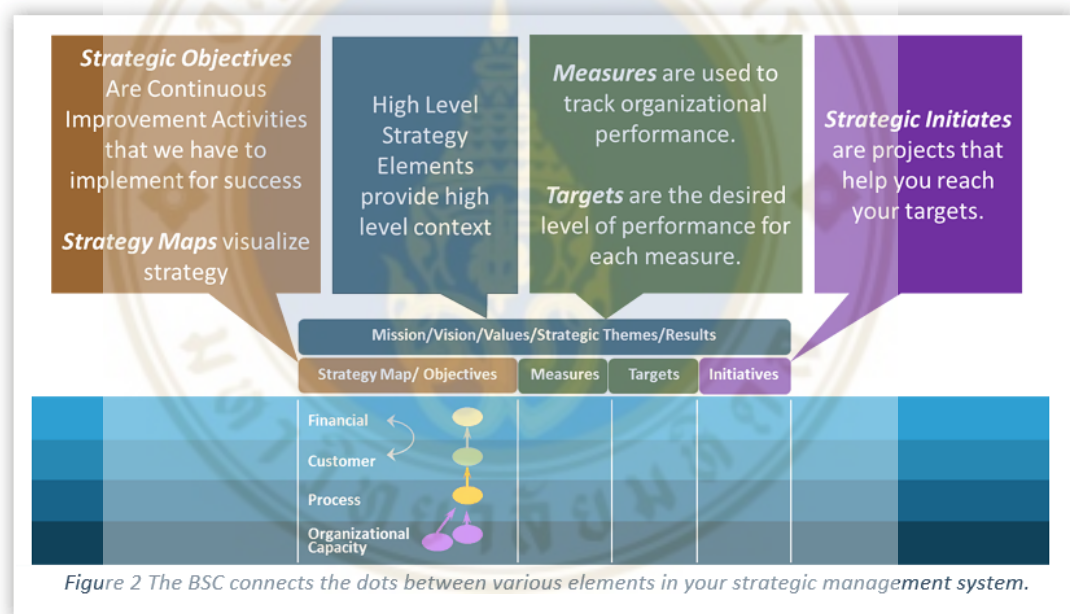 Strategic Objectives
Are Continuous
Improvement Activities
that we have to
implement for success
Strategy Maps visualize
strategy
High Level
Strategy
Elements
provide high
level context
Measures are used to
track organizational
performance.
Targets are the desired
level of performance for
each measure.
Strategic Initiates
are projects that
help you reach
your targets.
Mission/Vision/Values/Strategic Themes/Results
Strategy Map/ Objectives
Measures
Targets
Initiatives
Financial
Customer
Process
Organizational
Capacity
Figure 2 The BSC connects the dots between various elements in your strategic management system.